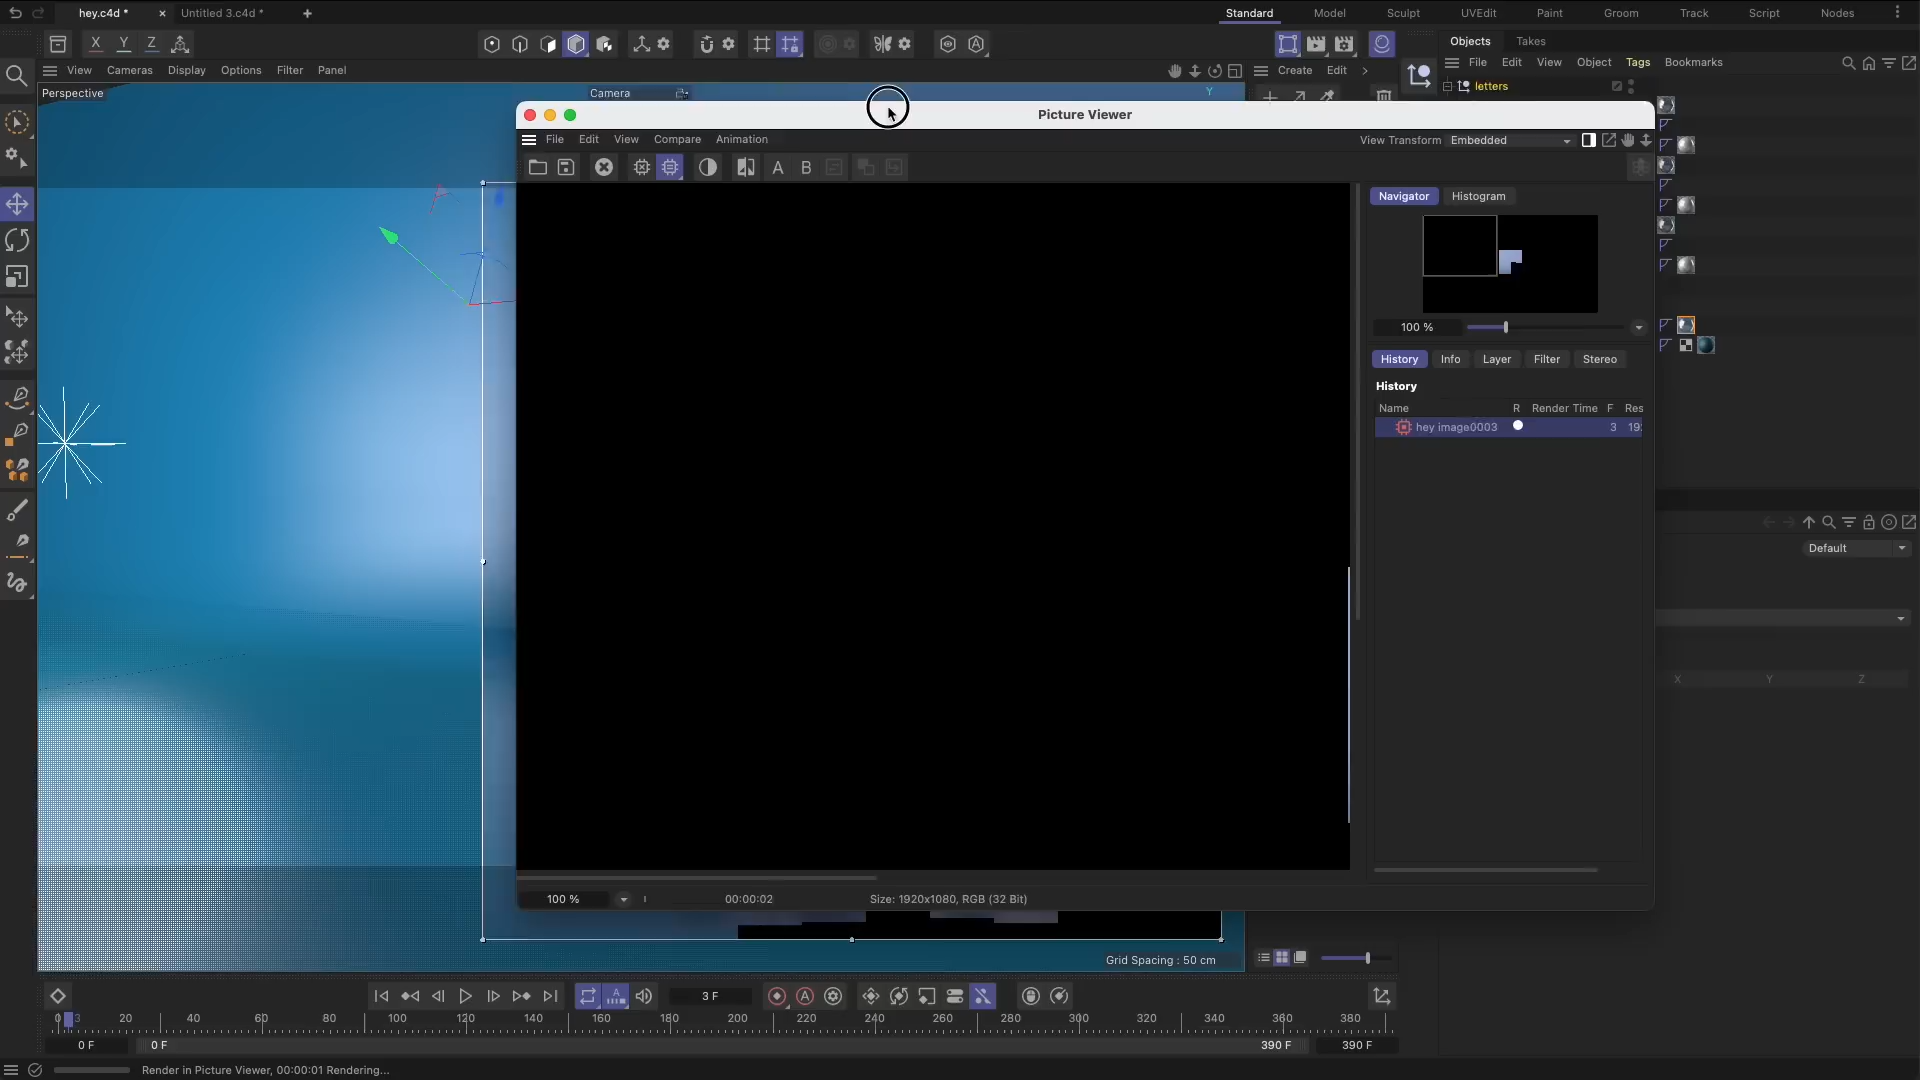 hey.c4d *
Untitled 3.c4d *
Standard
Model
Sculpt
UVEdit
Paint
Groom
Track
Script
Nodes
X
Y
Z
Objects
Takes
View
Cameras
Display
Options
Filter
Panel
Create
Edit
File
Edit
View
Object
Tags
Bookmarks
Perspective
Camera
Y
letters
Picture Viewer
File
Edit
View
Compare
Animation
View Transform
Embedded
A
B
Navigator
Histogram
100 %
History
Info
Layer
Filter
Stereo
History
Name
R
Render Time
F
Res
hey image0003
3
19
Default
X
Y
Z
100 %
00:00:02
Size: 1920x1080, RGB (32 Bit)
Grid Spacing : 50 cm
3 F
0
3
20
40
60
80
100
120
140
160
180
200
220
240
260
280
300
320
340
360
380
0 F
0 F
390 F
390 F
Render in Picture Viewer, 00:00:01 Rendering...